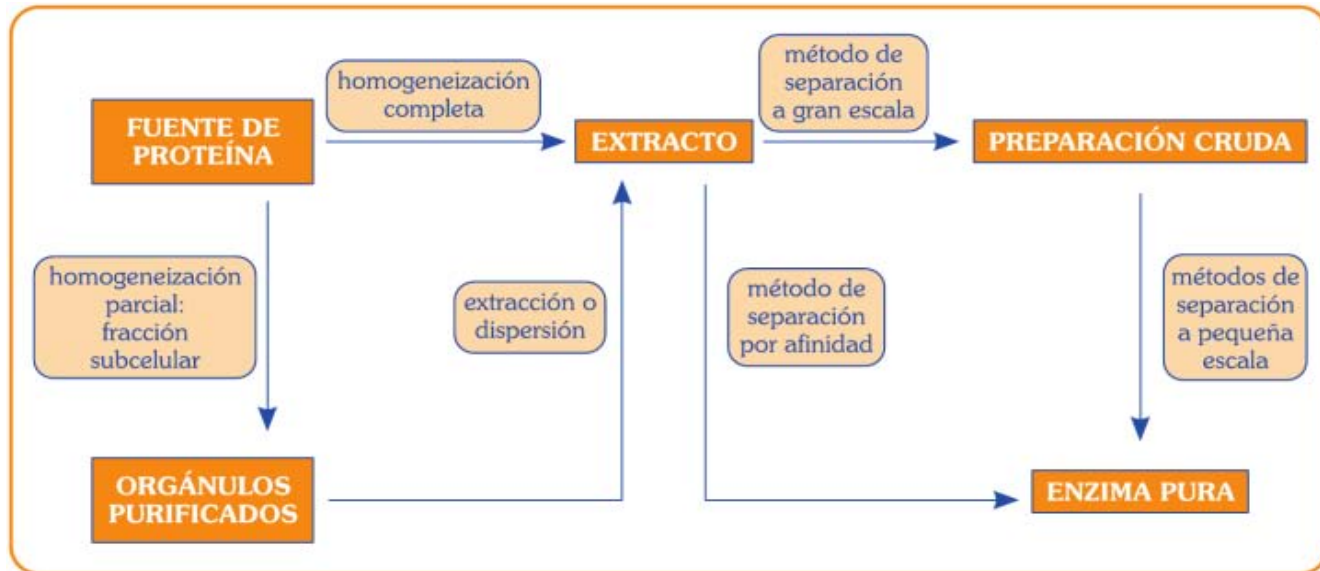 FUENTE DE
PROTEÍNA
homogeneización
completa
EXTRACTO
método de
separación
a gran escala
PREPARACIÓN CRUDA
homogeneización
parcial:
fracción
subcelular
extracción o
dispersión
método de
separación
por afinidad
métodos de
separación
a pequeña
escala
ORGÁNULOS
PURIFICADOS
ENZIMA PURA